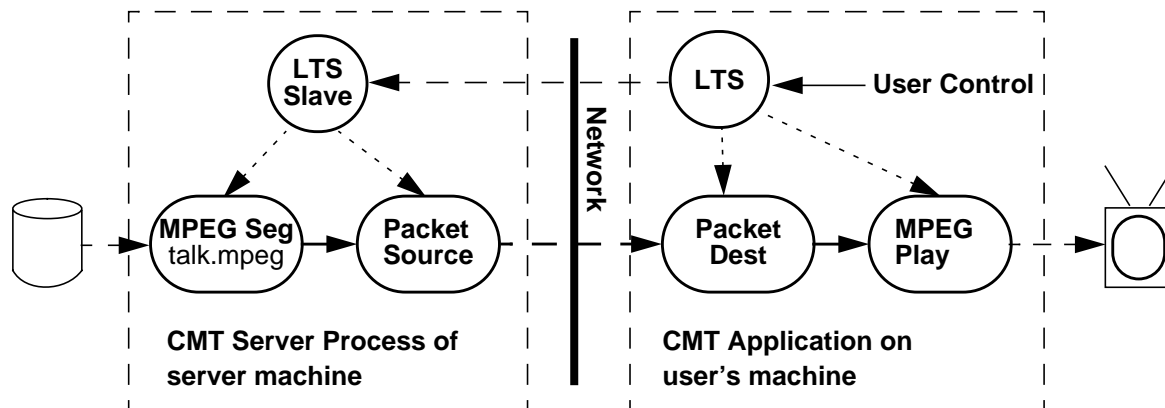 LTS
Slave
LTS
User Control
Network
MPEG Seg
talk.mpeg
Packet
Source
Packet
Dest
MPEG
Play
CMT Server Process of
server machine
CMT Application on
user's machine